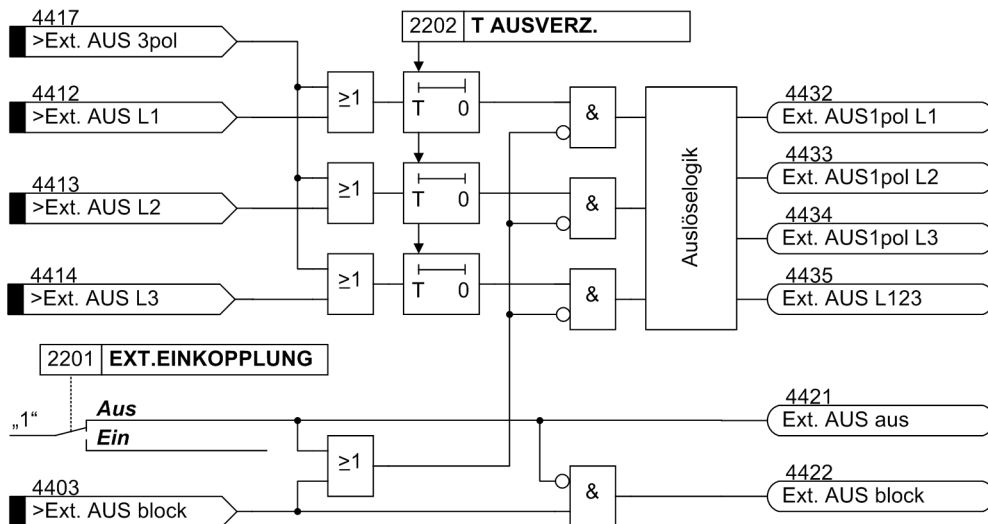 4417
>Ext. AUS 3pol
2202 T AUSVERZ.
4412
>Ext. AUS L1
≥1
T 0
&
4432
Ext. AUS1pol L1
4413
>Ext. AUS L2
≥1
T 0
&
4433
Ext. AUS1pol L2
Auslöselogik
4434
Ext. AUS1pol L3
4414
>Ext. AUS L3
≥1
T 0
&
4435
Ext. AUS L123
2201 EXT.EINKOPPLUNG
„1“
Aus
Ein
4421
Ext. AUS aus
≥1
4403
>Ext. AUS block
&
4422
Ext. AUS block